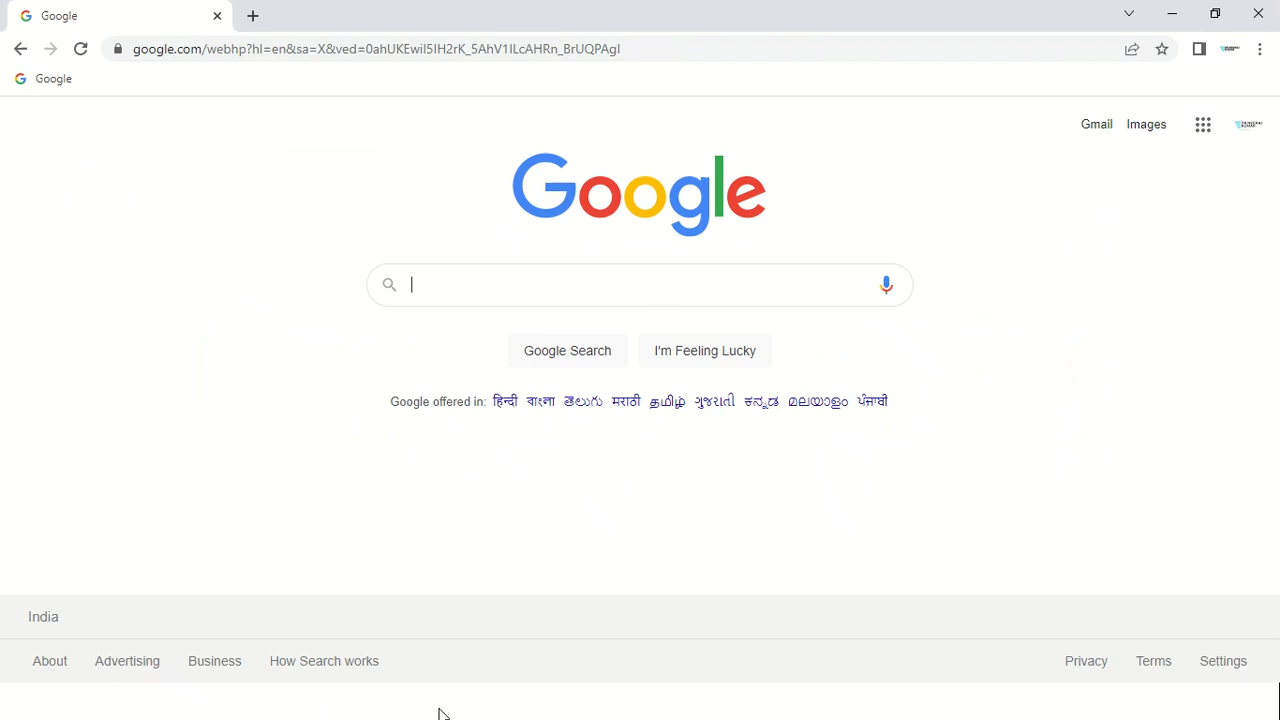 Google
google.com/webhp?hl=en&sa=X&ved=0ahUKEwiI5IH2rK_5AhV1ILcAHRn_BrUQPAgI
Google
Gmail Images
Google
Google Search I'm Feeling Lucky
Google offered in: हिन्दी বাংলা తెలుగు मराठी தமிழ் ગુજરાતી ಕನ್ನಡ മലയാളം ਪੰਜਾਬੀ
India
About Advertising Business How Search works Privacy Terms Settings